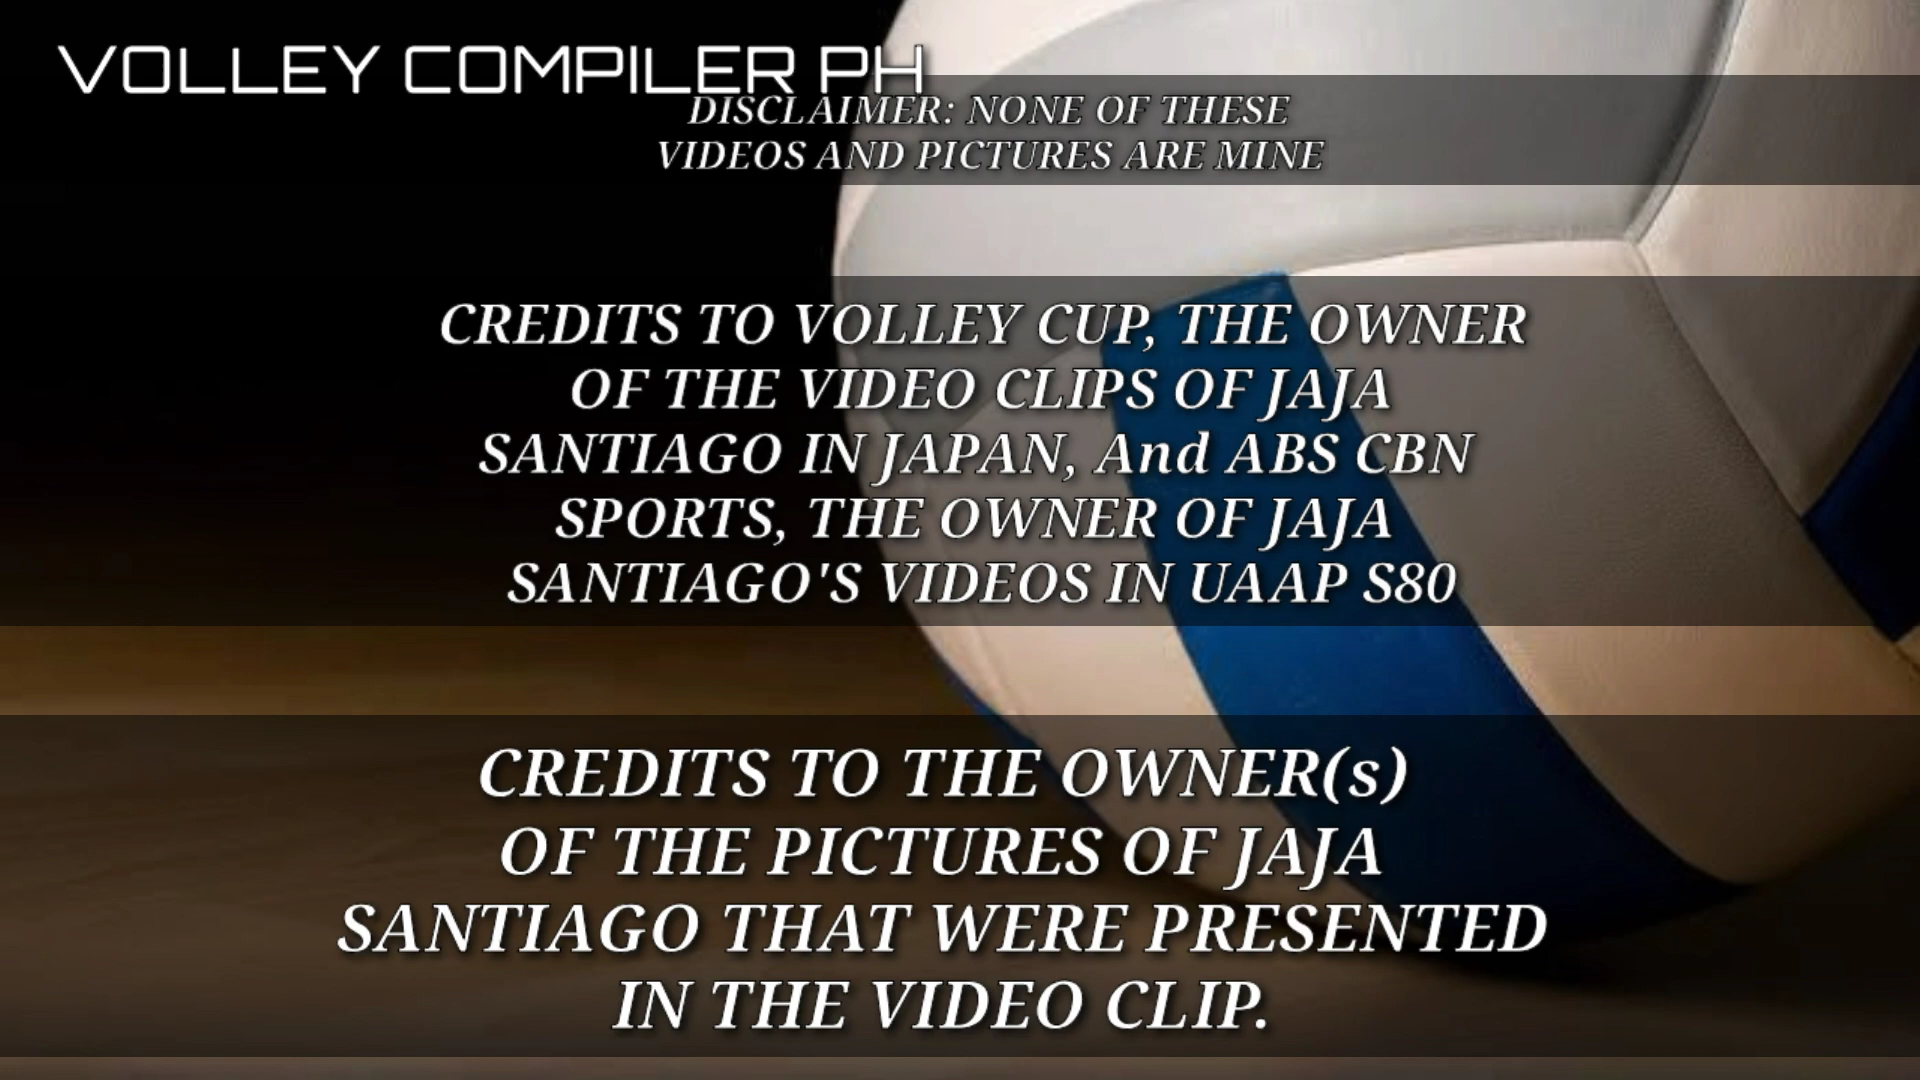 VOLLEY COMPILER PH
DISCLAIMER: NONE OF THESE
VIDEOS AND PICTURES ARE MINE
CREDITS TO VOLLEY CUP, THE OWNER
OF THE VIDEO CLIPS OF JAJA
SANTIAGO IN JAPAN, And ABS CBN
SPORTS, THE OWNER OF JAJA
SANTIAGO'S VIDEOS IN UAAP S80
CREDITS TO THE OWNER(s)
OF THE PICTURES OF JAJA
SANTIAGO THAT WERE PRESENTED
IN THE VIDEO CLIP.